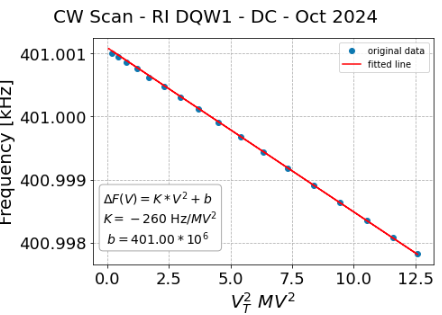 CW Scan - RI DQW1 - DC - Oct 2024
Frequency [kHz]
401.001
401.000
400.999
400.998
original data
fitted line
ΔF(V) = K * V² + b
K = − 260 Hz/MV²
b = 401.00 * 10⁶
0.0 2.5 5.0 7.5 10.0 12.5
V_T² MV²